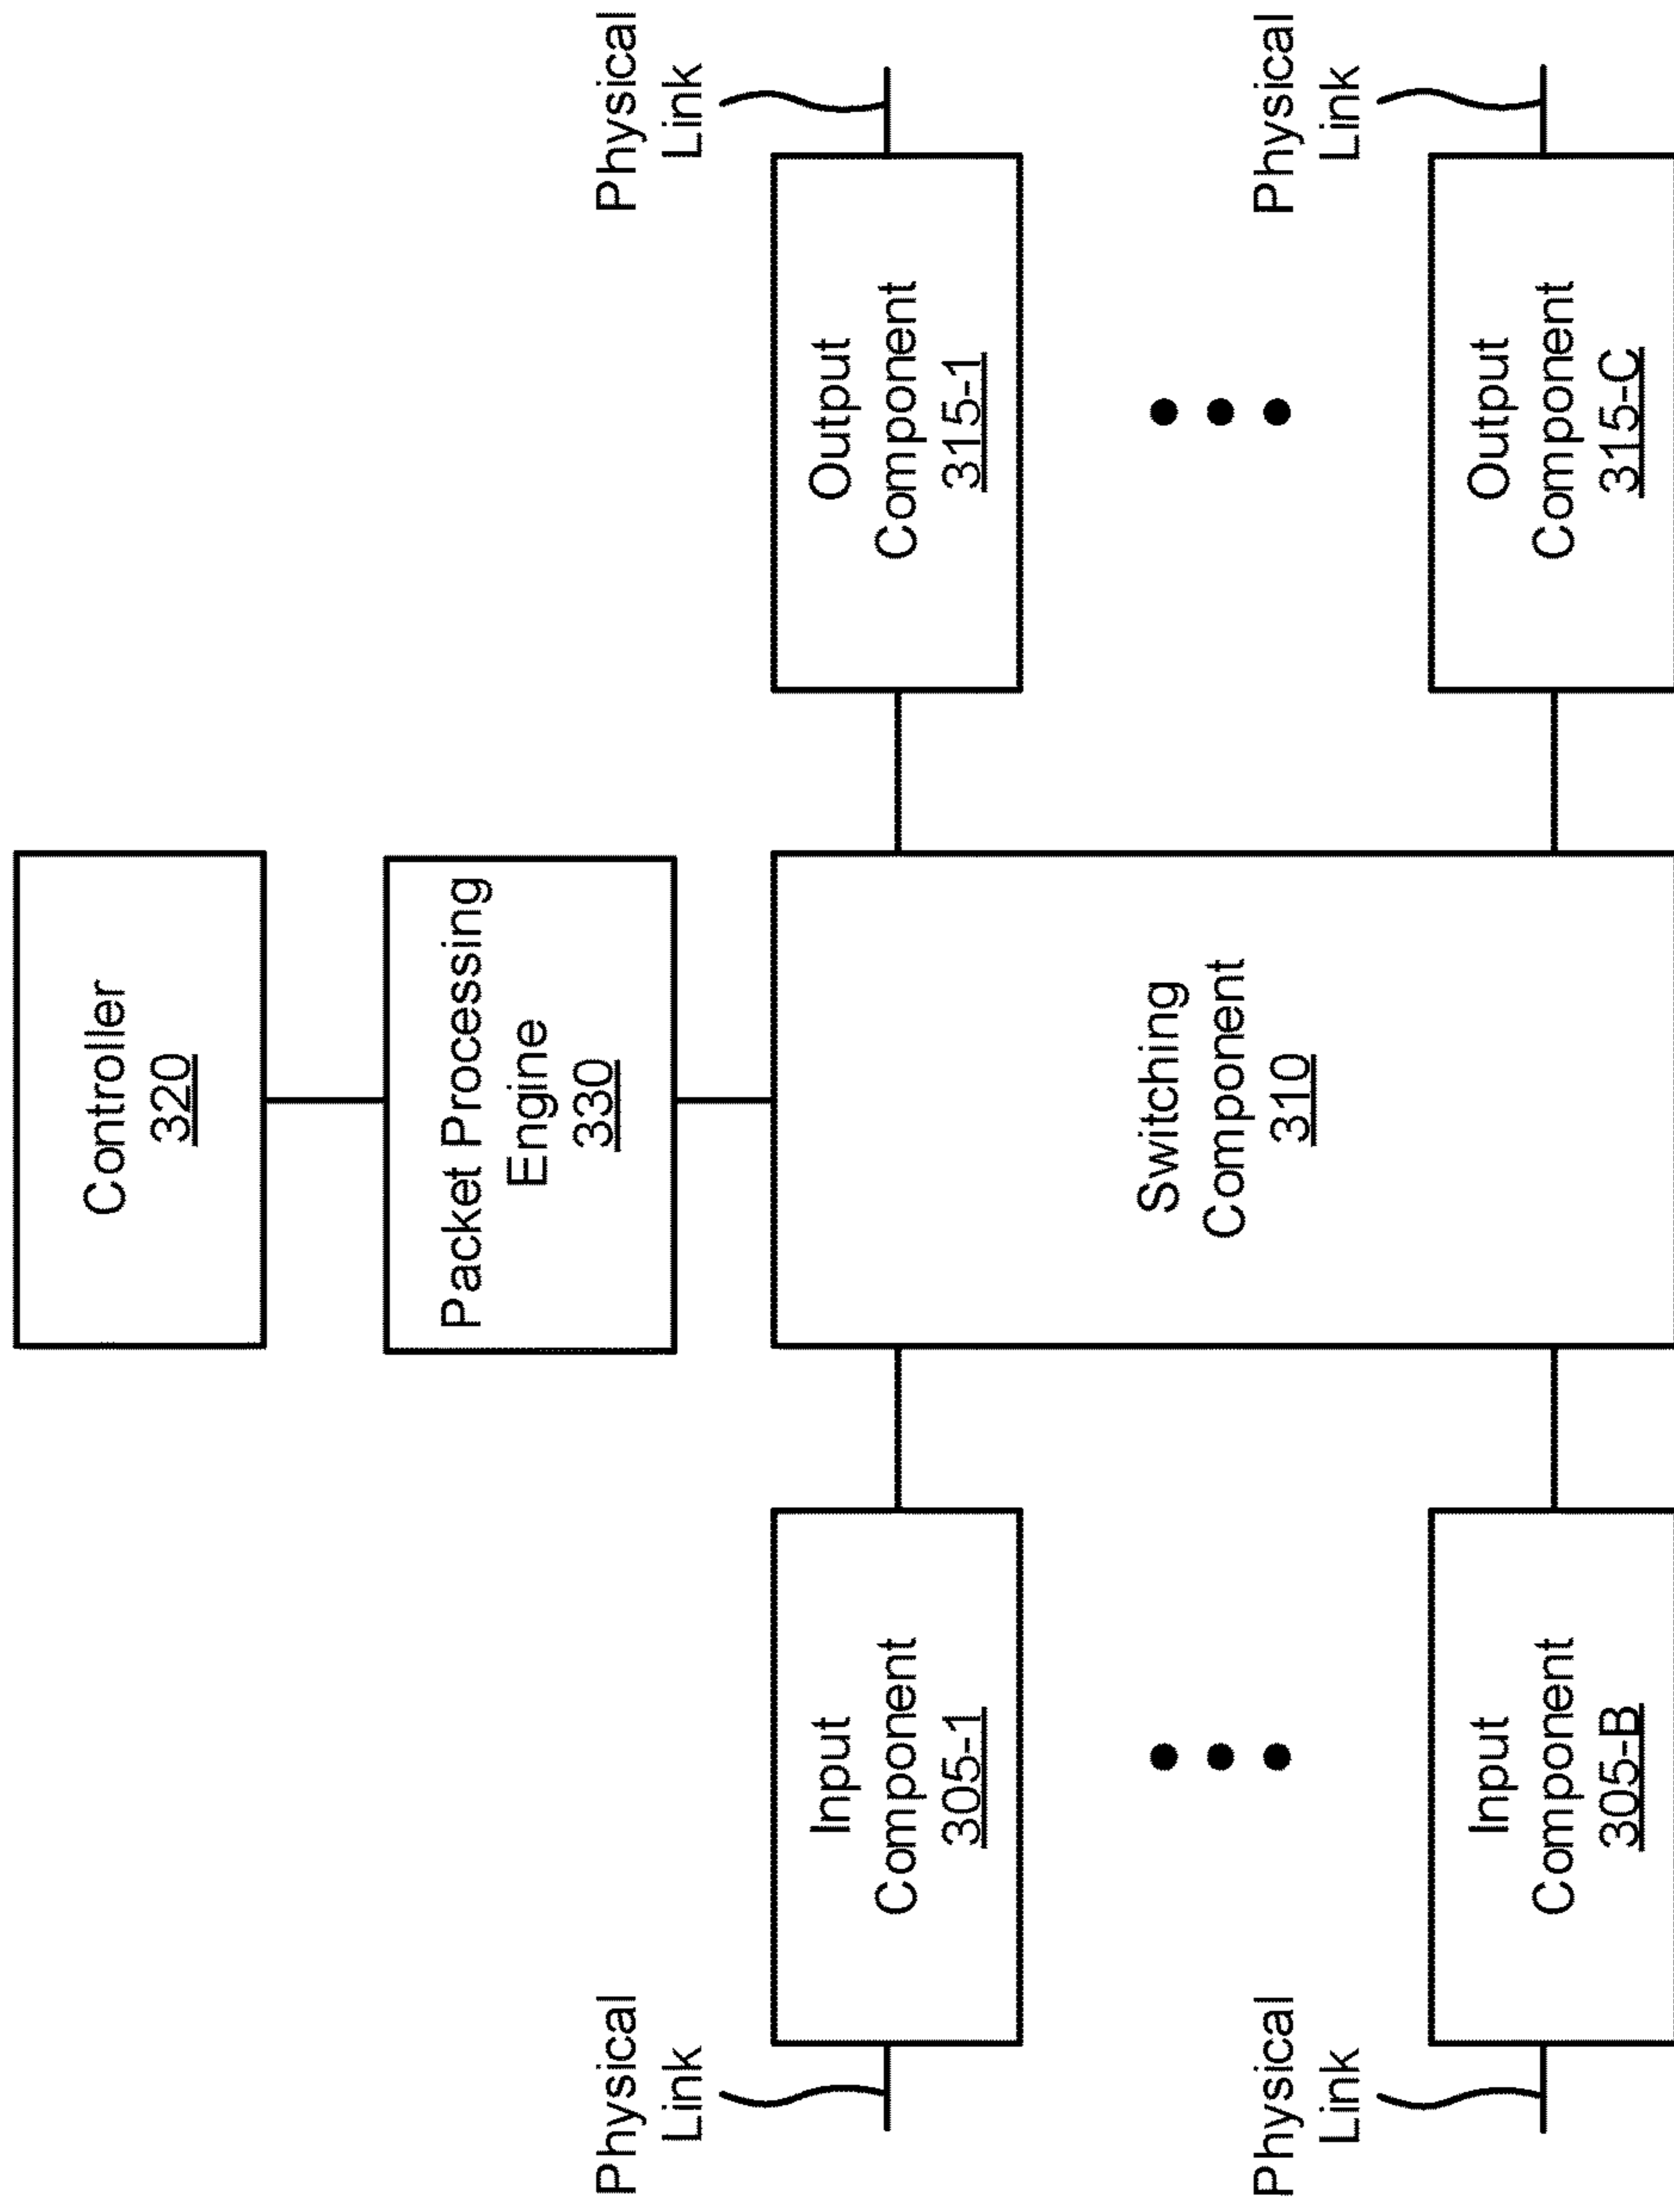 Controller
320
Packet Processing
Engine
330
Physical
Link
Physical
Link
Input
Component
305-1
Switching
Component
310
Output
Component
315-1
Physical
Link
Physical
Link
Input
Component
305-B
Output
Component
315-C